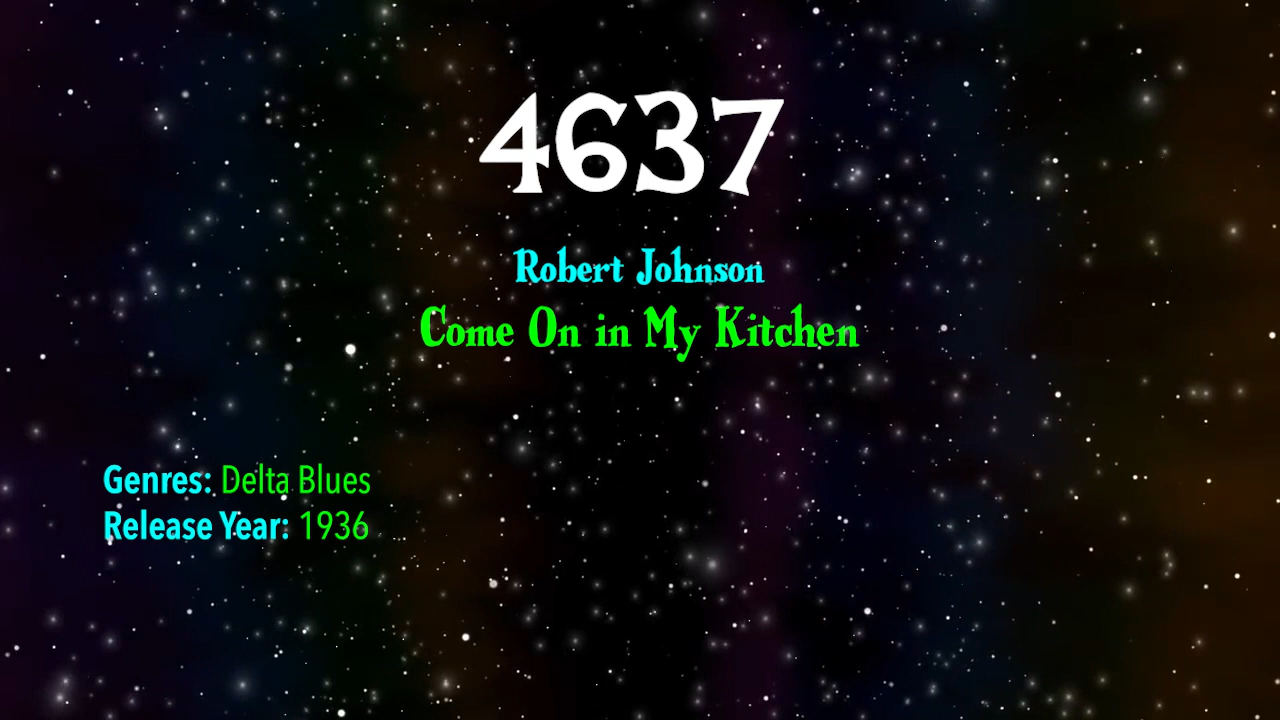 4637
Robert Johnson
Come On in My Kitchen
Genres: Delta Blues
Release Year: 1936